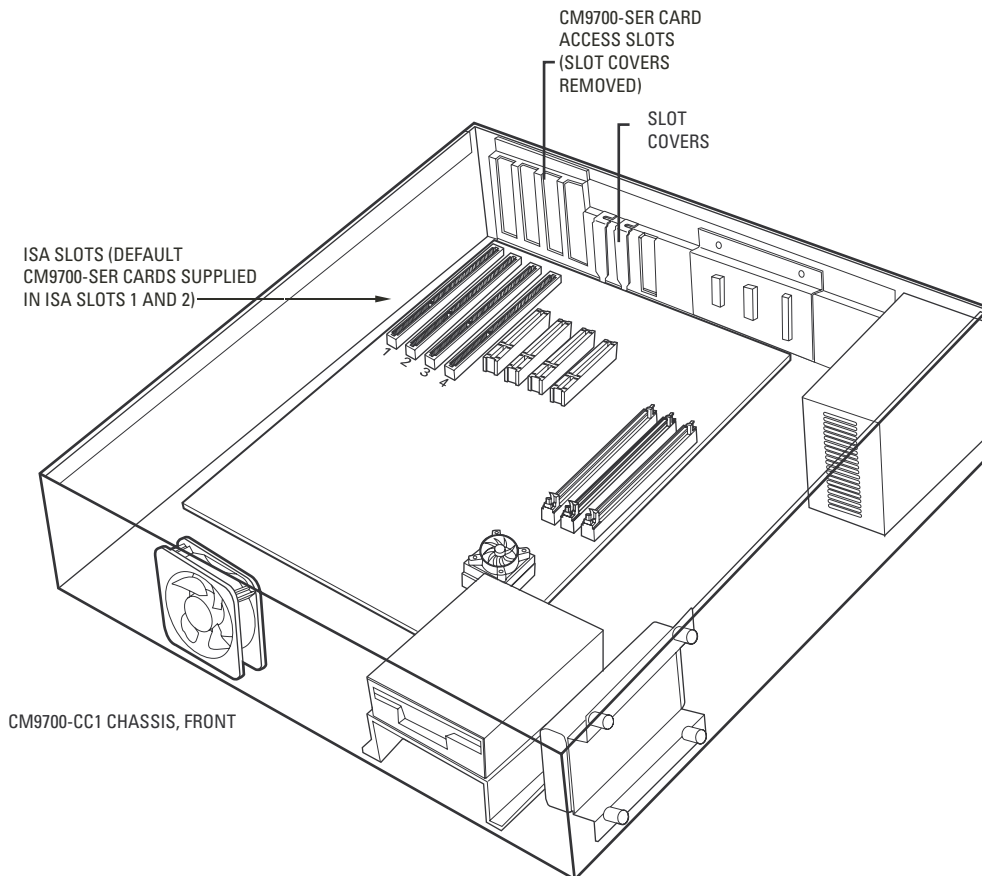 CM9700-SER CARD
ACCESS SLOTS
(SLOT COVERS
REMOVED)
SLOT
COVERS
ISA SLOTS (DEFAULT
CM9700-SER CARDS SUPPLIED
IN ISA SLOTS 1 AND 2)
1
2
3
4
CM9700-CC1 CHASSIS, FRONT